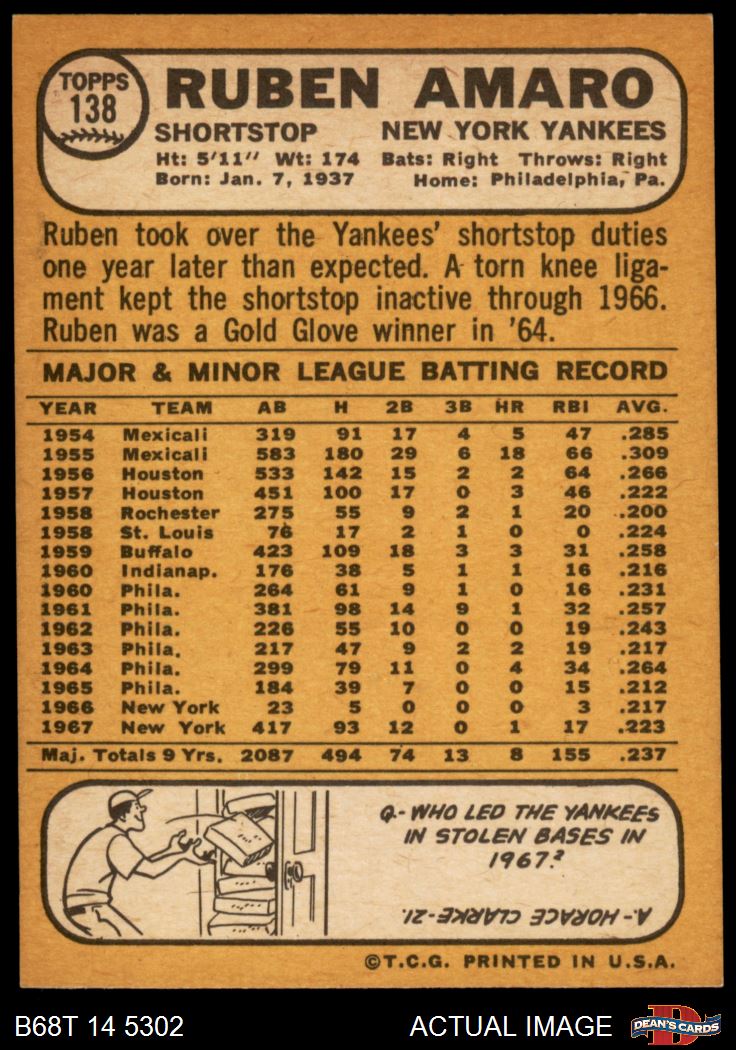 TOPPS
138
RUBEN AMARO
SHORTSTOP NEW YORK YANKEES
Ht: 5'11" Wt: 174 Bats: Right Throws: Right
Born: Jan. 7, 1937 Home: Philadelphia, Pa.
Ruben took over the Yankees' shortstop duties
one year later than expected. A torn knee liga-
ment kept the shortstop inactive through 1966.
Ruben was a Gold Glove winner in '64.
MAJOR & MINOR LEAGUE BATTING RECORD
YEAR TEAM AB H 2B 3B HR RBI AVG.
1954 Mexicali 319 91 17 4 5 47 .285
1955 Mexicali 583 180 29 6 18 66 .309
1956 Houston 533 142 15 2 2 64 .266
1957 Houston 451 100 17 0 3 46 .222
1958 Rochester 275 55 9 2 1 20 .200
1958 St. Louis 76 17 2 1 0 0 .224
1959 Buffalo 423 109 18 3 3 31 .258
1960 Indianap. 176 38 5 1 1 16 .216
1960 Phila. 264 61 9 1 0 16 .231
1961 Phila. 381 98 14 9 1 32 .257
1962 Phila. 226 55 10 0 0 19 .243
1963 Phila. 217 47 9 2 2 19 .217
1964 Phila. 299 79 11 0 4 34 .264
1965 Phila. 184 39 7 0 0 15 .212
1966 New York 23 5 0 0 0 3 .217
1967 New York 417 93 12 0 1 17 .223
Maj. Totals 9 Yrs. 2087 494 74 13 8 155 .237
Q-WHO LED THE YANKEES
IN STOLEN BASES IN
1967?
A-HORACE CLARKE-21.
©T.C.G. PRINTED IN U.S.A.
B68T 14 5302 ACTUAL IMAGE DEAN'S CARDS